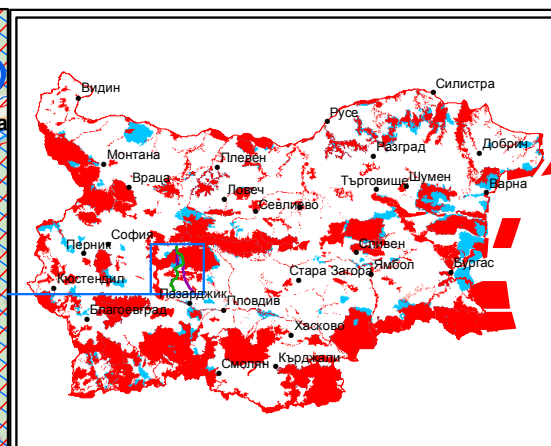 Видин
Силистра
Русе
Добрич
Монтана
Плевен
Разград
Враца
Ловеч
Търговище
Шумен
Варна
Севлиево
София
Перник
Сливен
Ямбол
Бургас
Кюстендил
Стара Загора
Пазарджик
Пловдив
Благоевград
Хасково
Смолян
Кърджали